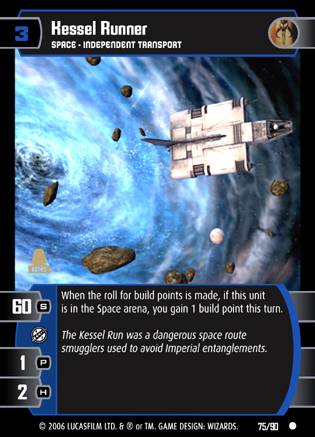 3
Kessel Runner
SPACE - INDEPENDENT TRANSPORT
60 S
When the roll for build points is made, if this unit
is in the Space arena, you gain 1 build point this turn.
The Kessel Run was a dangerous space route
smugglers used to avoid Imperial entanglements.
1 P
2 H
© 2006 LUCASFILM LTD. & ® or TM. GAME DESIGN: WIZARDS.
75/90